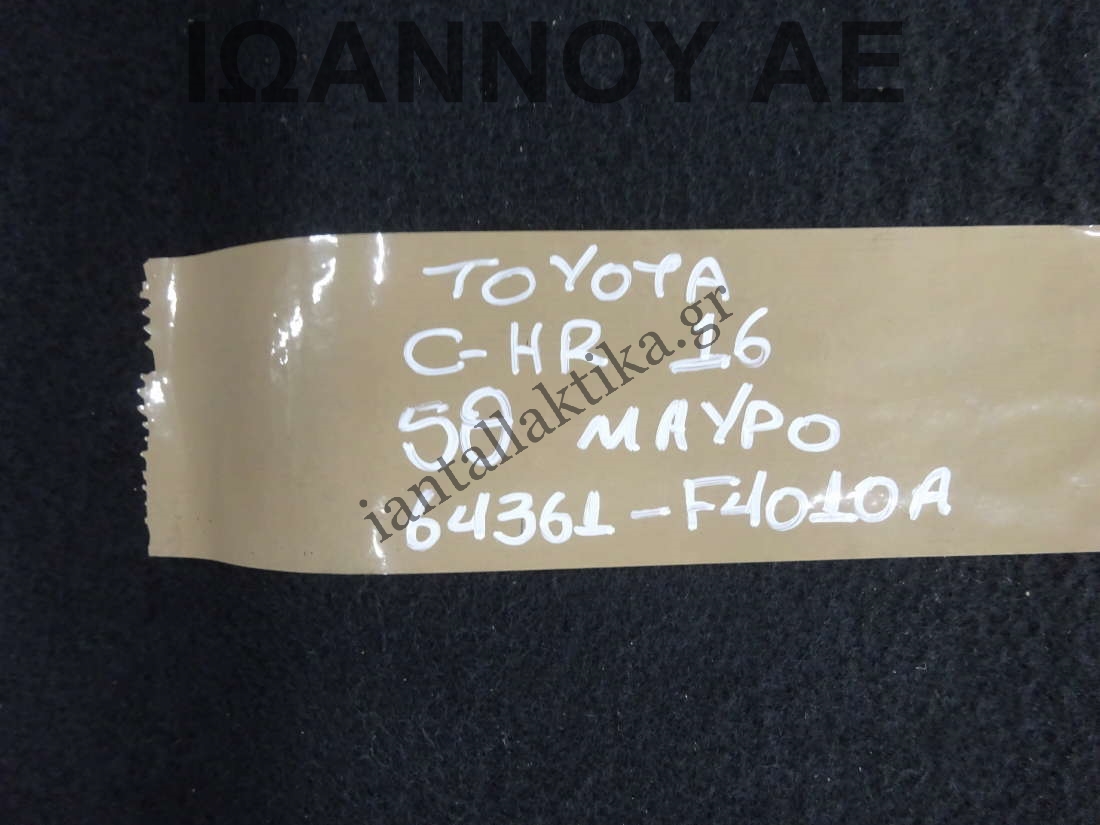 ΙΩΑΝΝΟΥ ΑΕ
TOYOTA
C-HR 16
58 ΜΑΥΡΟ
64361-F4010A
iantallaktika.gr